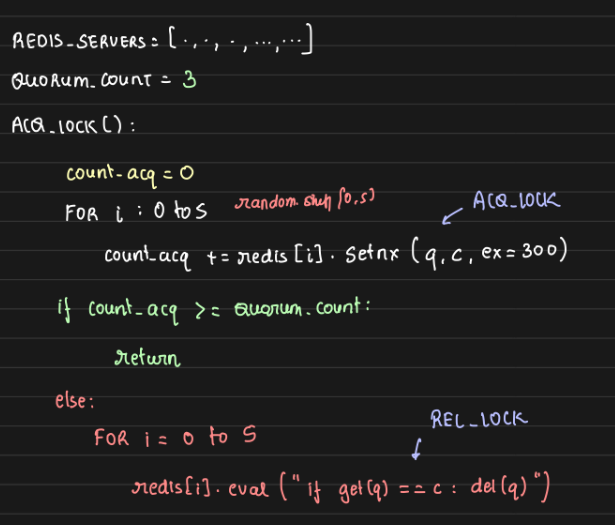 REDIS_SERVERS = [ ·, ·, ·, ..., ... ]
QUORUM_COUNT = 3
ACQ_LOCK():
count_acq = 0
FOR i : 0 to 5 random [0,5]
ACQ_LOCK
count_acq += redis[i]. Setnx (q, c, ex=300)
if count_acq >= quorum_count:
return
else:
FOR i = 0 to 5
REL_LOCK
redis[i]. eval ("if get(q) == c : del(q)")